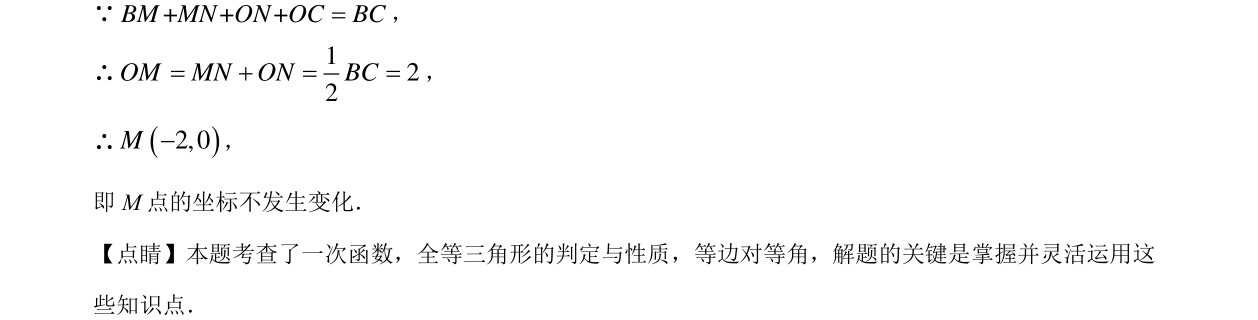 ∵ BM+MN+ON+OC = BC，
∴ OM = MN + ON = \frac{1}{2} BC = 2，
∴ M (−2,0)，
即 M 点的坐标不发生变化．
【点睛】本题考查了一次函数，全等三角形的判定与性质，等边对等角，解题的关键是掌握并灵活运用这
些知识点．